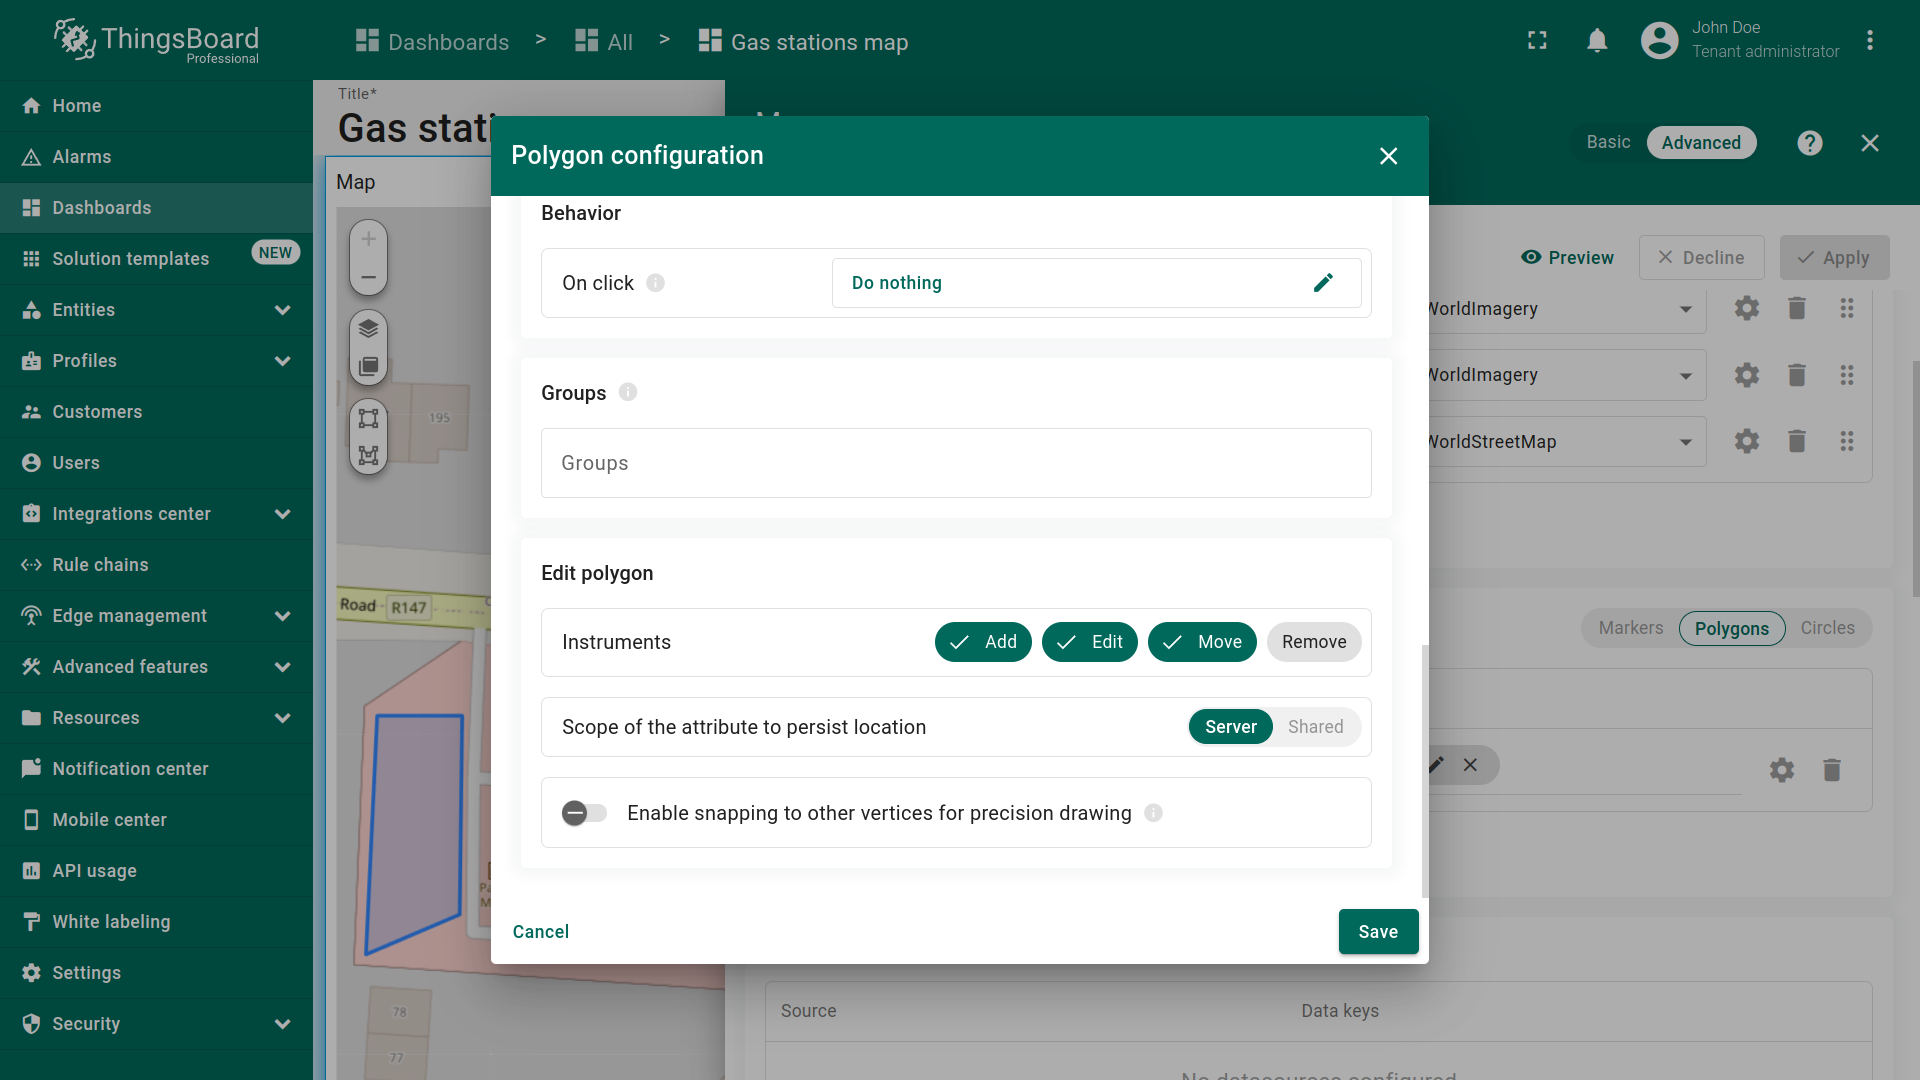 ThingsBoard
Professional
Dashboards > All > Gas stations map
John Doe
Tenant administrator
Home
Alarms
Dashboards
Solution templates NEW
Entities
Profiles
Customers
Users
Integrations center
Rule chains
Edge management
Advanced features
Resources
Notification center
Mobile center
API usage
White labeling
Settings
Security
Title*
Gas stati
Map
195
Road R147
78
77
Basic Advanced
Preview Decline Apply
WorldImagery
WorldImagery
WorldStreetMap
Markers Polygons Circles
Source Data keys
No datasources configured
Polygon configuration
Behavior
On click Do nothing
Groups
Groups
Edit polygon
Instruments Add Edit Move Remove
Scope of the attribute to persist location Server Shared
Enable snapping to other vertices for precision drawing
Cancel Save